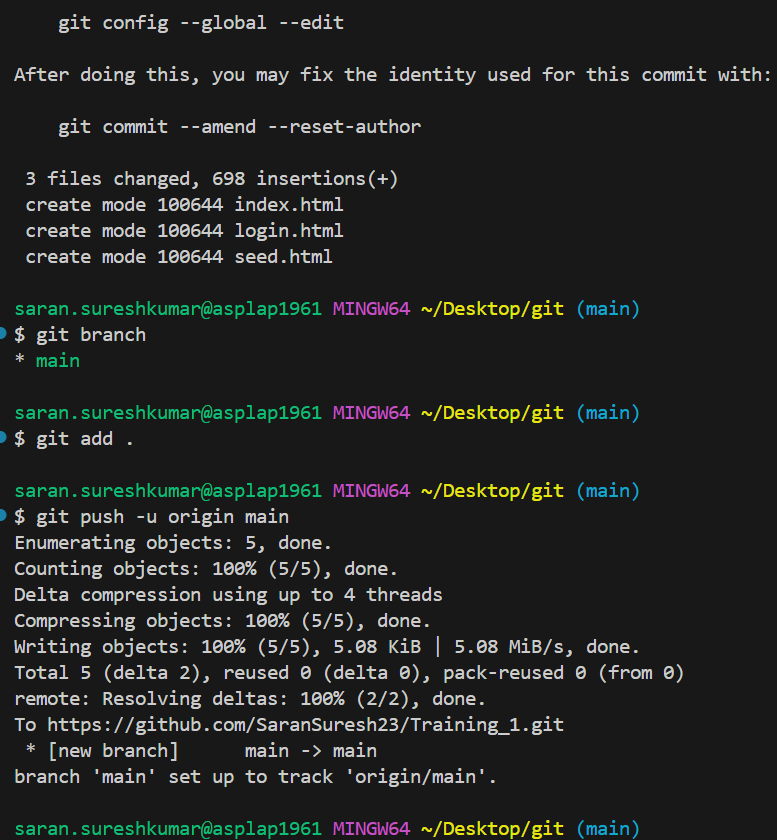 git config --global --edit
After doing this, you may fix the identity used for this commit with:
git commit --amend --reset-author
3 files changed, 698 insertions(+)
create mode 100644 index.html
create mode 100644 login.html
create mode 100644 seed.html
saran.sureshkumar@asplap1961 MINGW64 ~/Desktop/git (main)
$ git branch
* main
saran.sureshkumar@asplap1961 MINGW64 ~/Desktop/git (main)
$ git add .
saran.sureshkumar@asplap1961 MINGW64 ~/Desktop/git (main)
$ git push -u origin main
Enumerating objects: 5, done.
Counting objects: 100% (5/5), done.
Delta compression using up to 4 threads
Compressing objects: 100% (5/5), done.
Writing objects: 100% (5/5), 5.08 KiB | 5.08 MiB/s, done.
Total 5 (delta 2), reused 0 (delta 0), pack-reused 0 (from 0)
remote: Resolving deltas: 100% (2/2), done.
To https://github.com/SaranSuresh23/Training_1.git
* [new branch]      main -> main
branch 'main' set up to track 'origin/main'.
saran.sureshkumar@asplap1961 MINGW64 ~/Desktop/git (main)